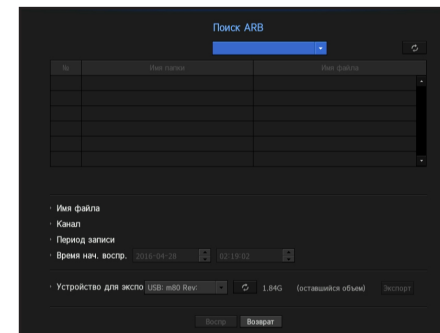 Поиск ARB
№ Имя папки Имя файла
Имя файла
Канал
Период записи
Время нач. воспр. 2016-04-28 02:19:02
Устройство для экспо USB: m80 Rev: 1.84G (оставшийся объем) Экспорт
Воспр. Возврат